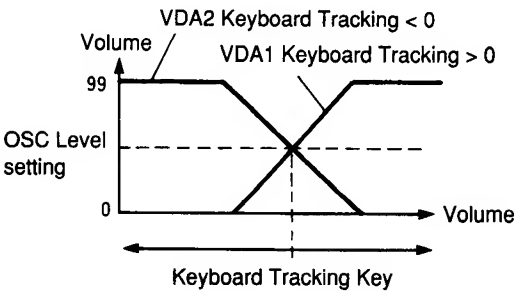 VDA2 Keyboard Tracking < 0
Volume
VDA1 Keyboard Tracking > 0
99
OSC Level
setting
0
Volume
Keyboard Tracking Key